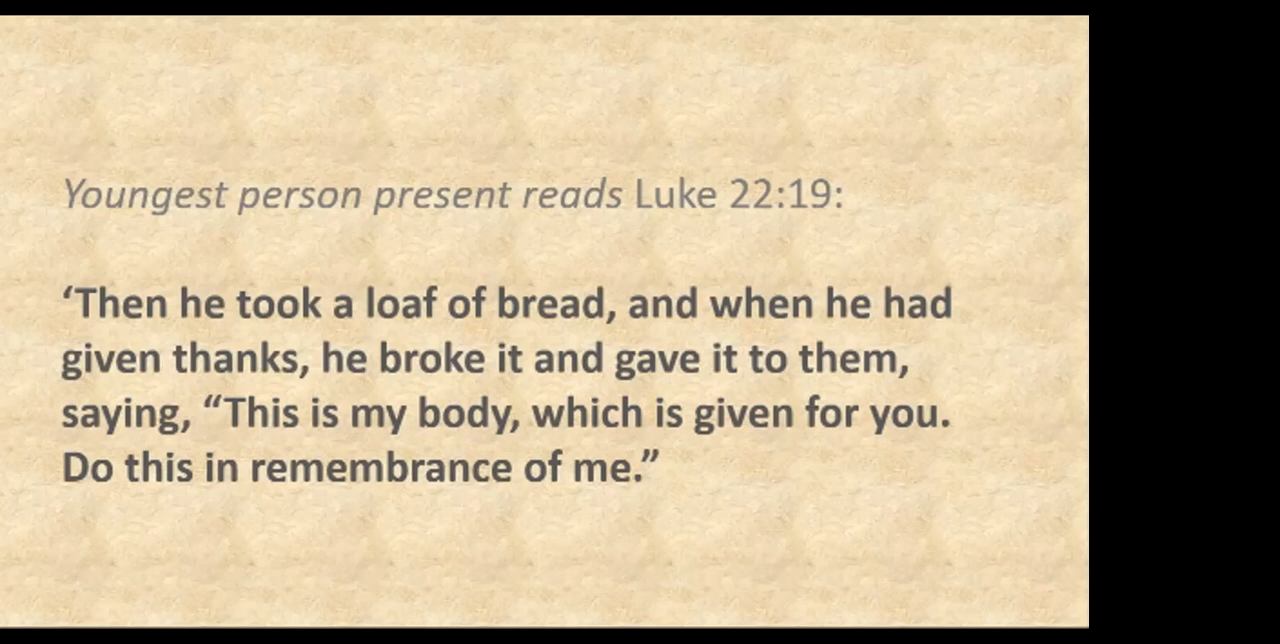 Youngest person present reads Luke 22:19:
‘Then he took a loaf of bread, and when he had
given thanks, he broke it and gave it to them,
saying, “This is my body, which is given for you.
Do this in remembrance of me.”